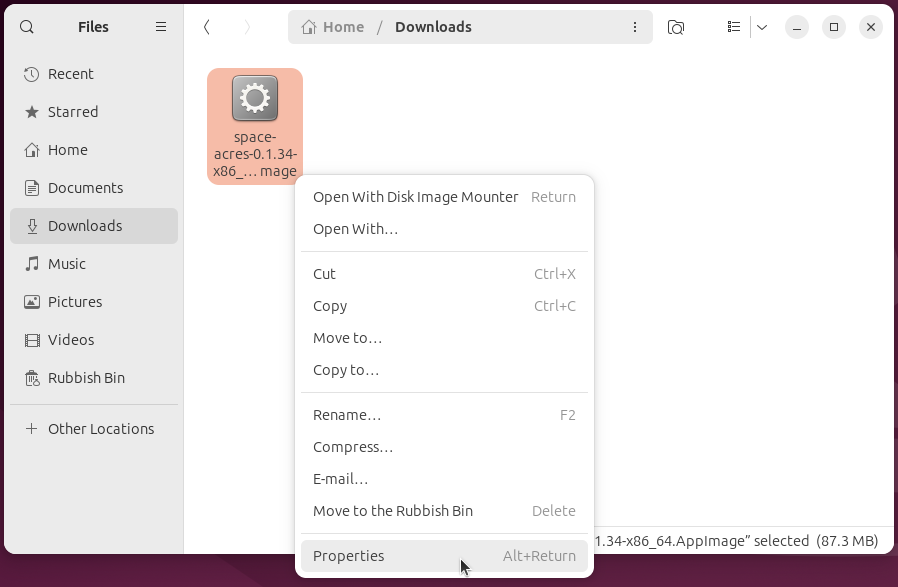 Files
Home / Downloads
Recent
Starred
Home
Documents
Downloads
Music
Pictures
Videos
Rubbish Bin
+ Other Locations
space-
acres-0.1.34-
x86_… mage
Open With Disk Image Mounter Return
Open With…
Cut Ctrl+X
Copy Ctrl+C
Move to…
Copy to…
Rename… F2
Compress…
E-mail…
Move to the Rubbish Bin Delete
Properties Alt+Return
1.34-x86_64.AppImage” selected (87.3 MB)